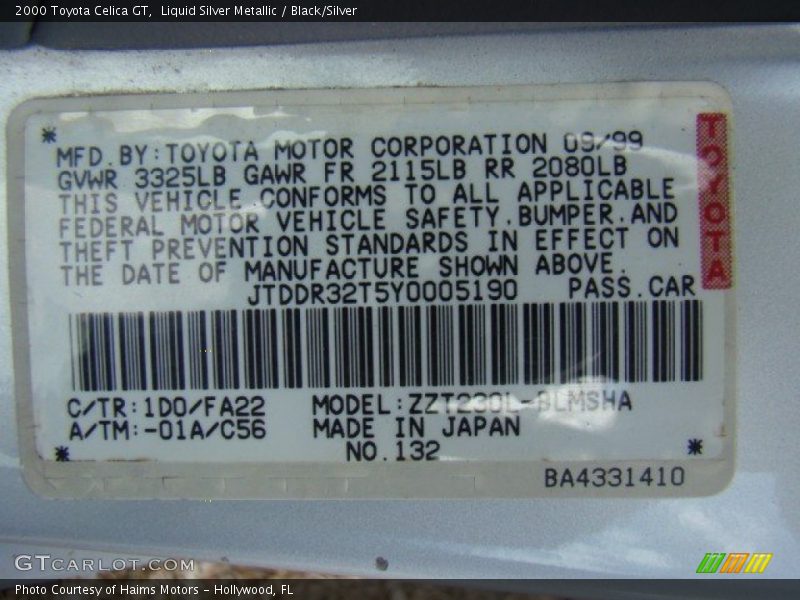 2000 Toyota Celica GT, Liquid Silver Metallic / Black/Silver
MFD.BY:TOYOTA MOTOR CORPORATION 09/99
GVWR 3325LB GAWR FR 2115LB RR 2080LB
THIS VEHICLE CONFORMS TO ALL APPLICABLE
FEDERAL MOTOR VEHICLE SAFETY.BUMPER.AND
THEFT PREVENTION STANDARDS IN EFFECT ON
THE DATE OF MANUFACTURE SHOWN ABOVE.
JTDDR32T5Y0005190 PASS.CAR
TOYOTA
C/TR:1D0/FA22 MODEL:ZZT230L-BLMSHA
A/TM:-01A/C56 MADE IN JAPAN
NO.132
BA4331410
GTCARLOT.COM
Photo Courtesy of Haims Motors - Hollywood, FL